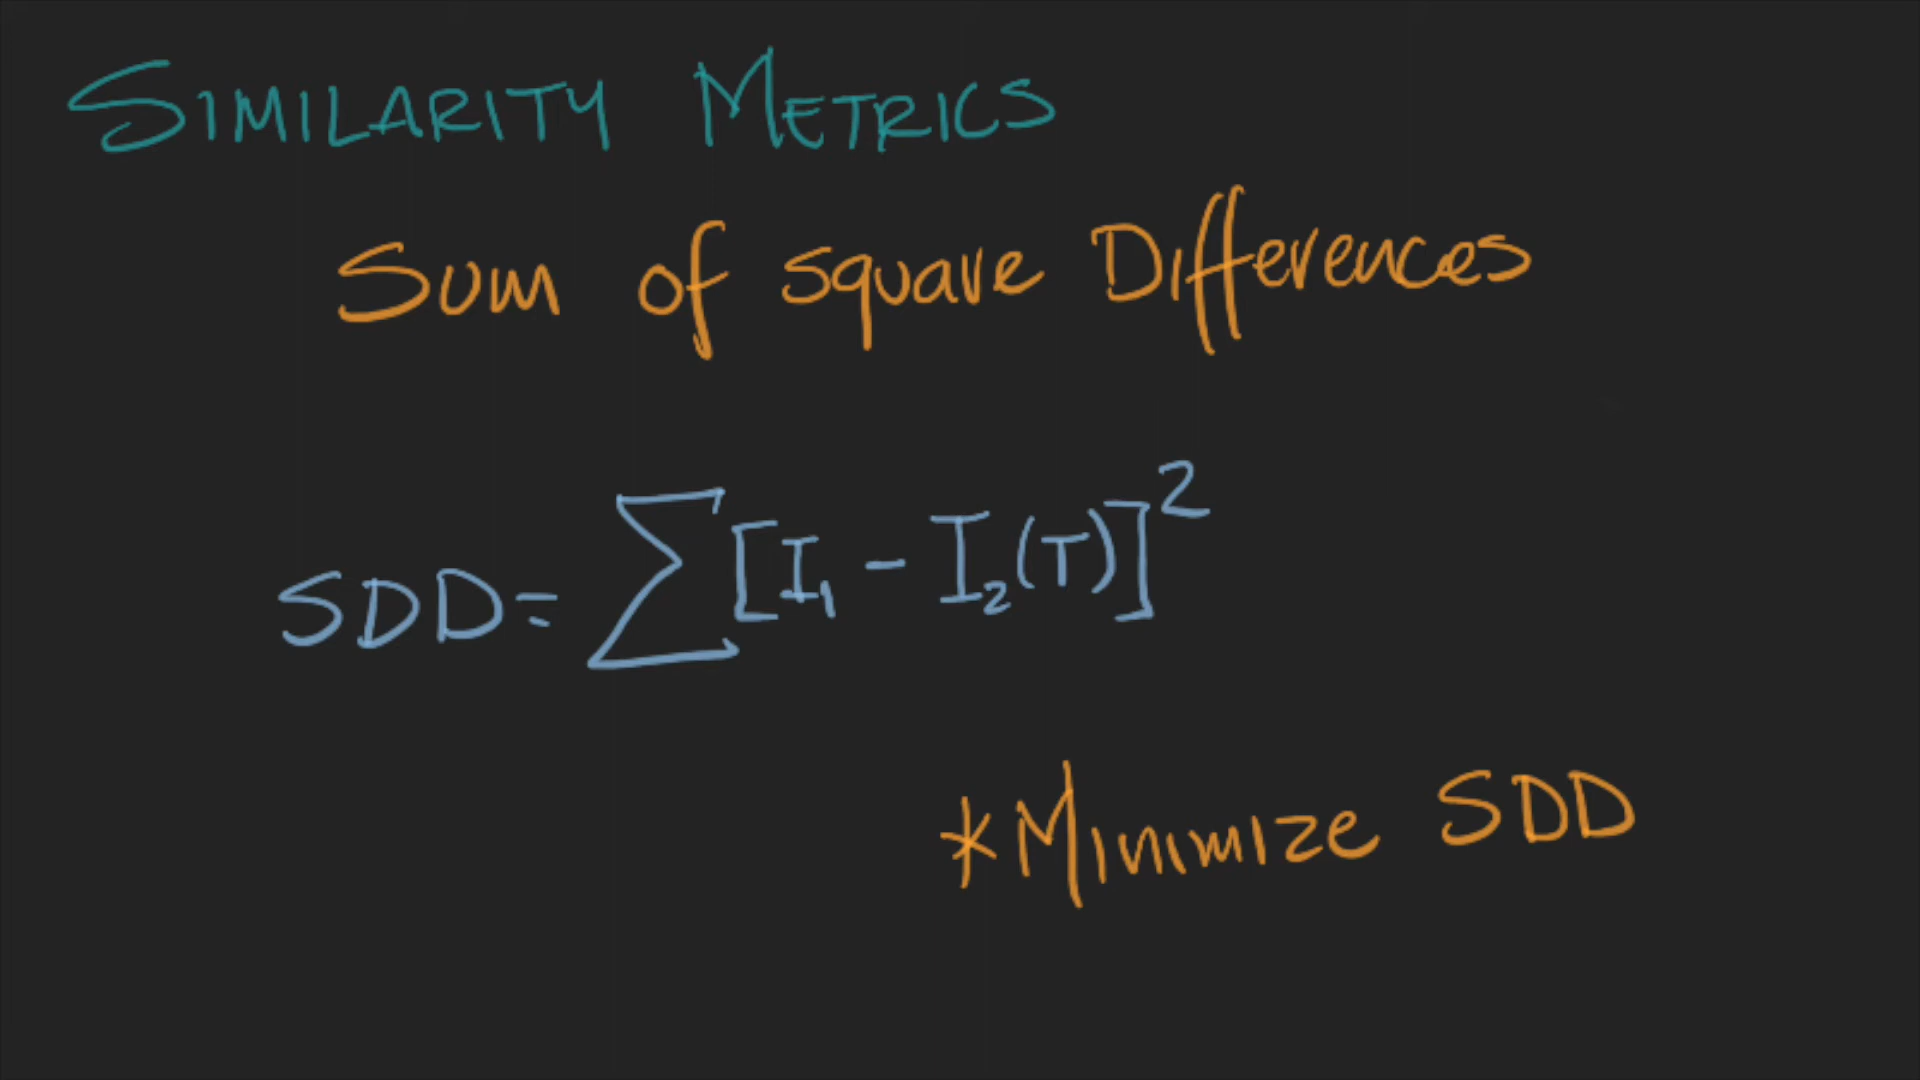 SIMILARITY METRICS
Sum of square Differences
SDD = ∑ [I₁ - I₂(T)]²
*Minimize SDD